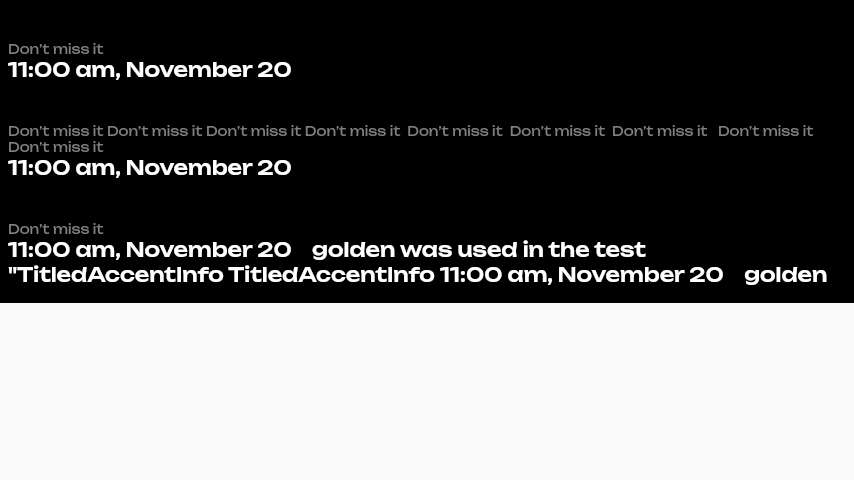 Don't miss it
11:00 am, November 20
Don't miss it Don't miss it Don't miss it Don't miss it Don't miss it Don't miss it Don't miss it Don't miss it
Don't miss it
11:00 am, November 20
Don't miss it
11:00 am, November 20 golden was used in the test
"TitledAccentInfo TitledAccentInfo 11:00 am, November 20 golden